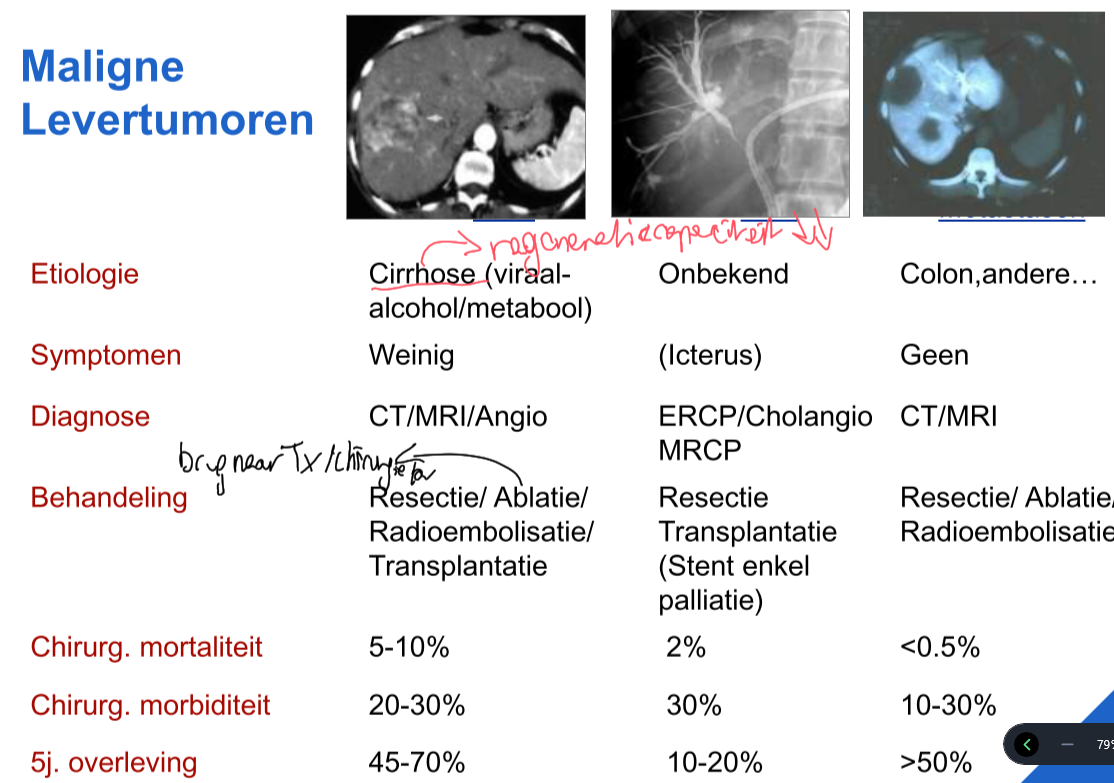 Maligne
Levertumoren
regeneratiecapaciteit ↓↓
Etiologie
Cirrhose (viraal-
alcohol/metabool)
Onbekend
Colon,andere…
Symptomen
Weinig
(Icterus)
Geen
Diagnose
CT/MRI/Angio
ERCP/Cholangio
MRCP
CT/MRI
brug naar Tx/chirurgie
Behandeling
Resectie/ Ablatie/
Radioembolisatie/
Transplantatie
Resectie
Transplantatie
(Stent enkel
palliatie)
Resectie/ Ablatie/
Radioembolisatie
Chirurg. mortaliteit
5-10%
2%
<0.5%
Chirurg. morbiditeit
20-30%
30%
10-30%
5j. overleving
45-70%
10-20%
>50%
79%